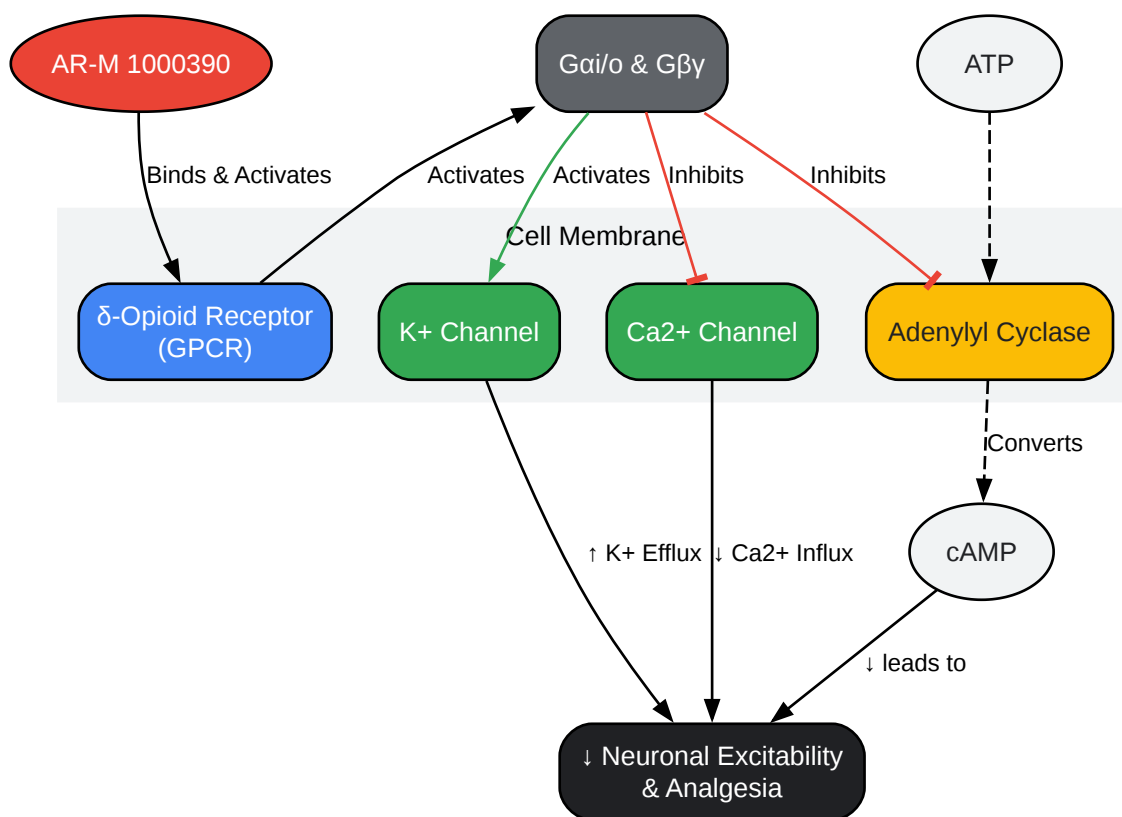 AR-M 1000390
Gαi/o & Gβγ
ATP
Binds & Activates
Activates
Activates
Inhibits
Inhibits
Cell Membrane
δ-Opioid Receptor
(GPCR)
K+ Channel
Ca2+ Channel
Adenylyl Cyclase
Converts
↑ K+ Efflux
↓ Ca2+ Influx
cAMP
↓ leads to
↓ Neuronal Excitability
& Analgesia